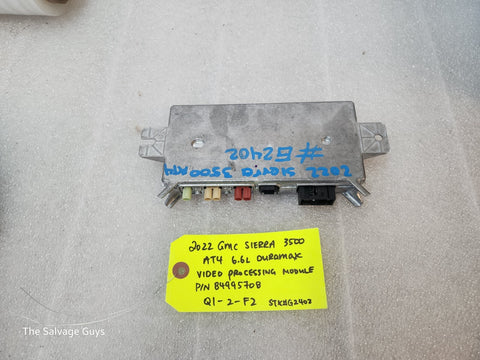 #G2402
2022 SIERRA 3500 AT4
2022 GMC SIERRA 3500
AT4 6.6L DURAMAX
VIDEO PROCESSING MODULE
P/N 84995708
Q1-2-F2 STK#G2402
The Salvage Guys